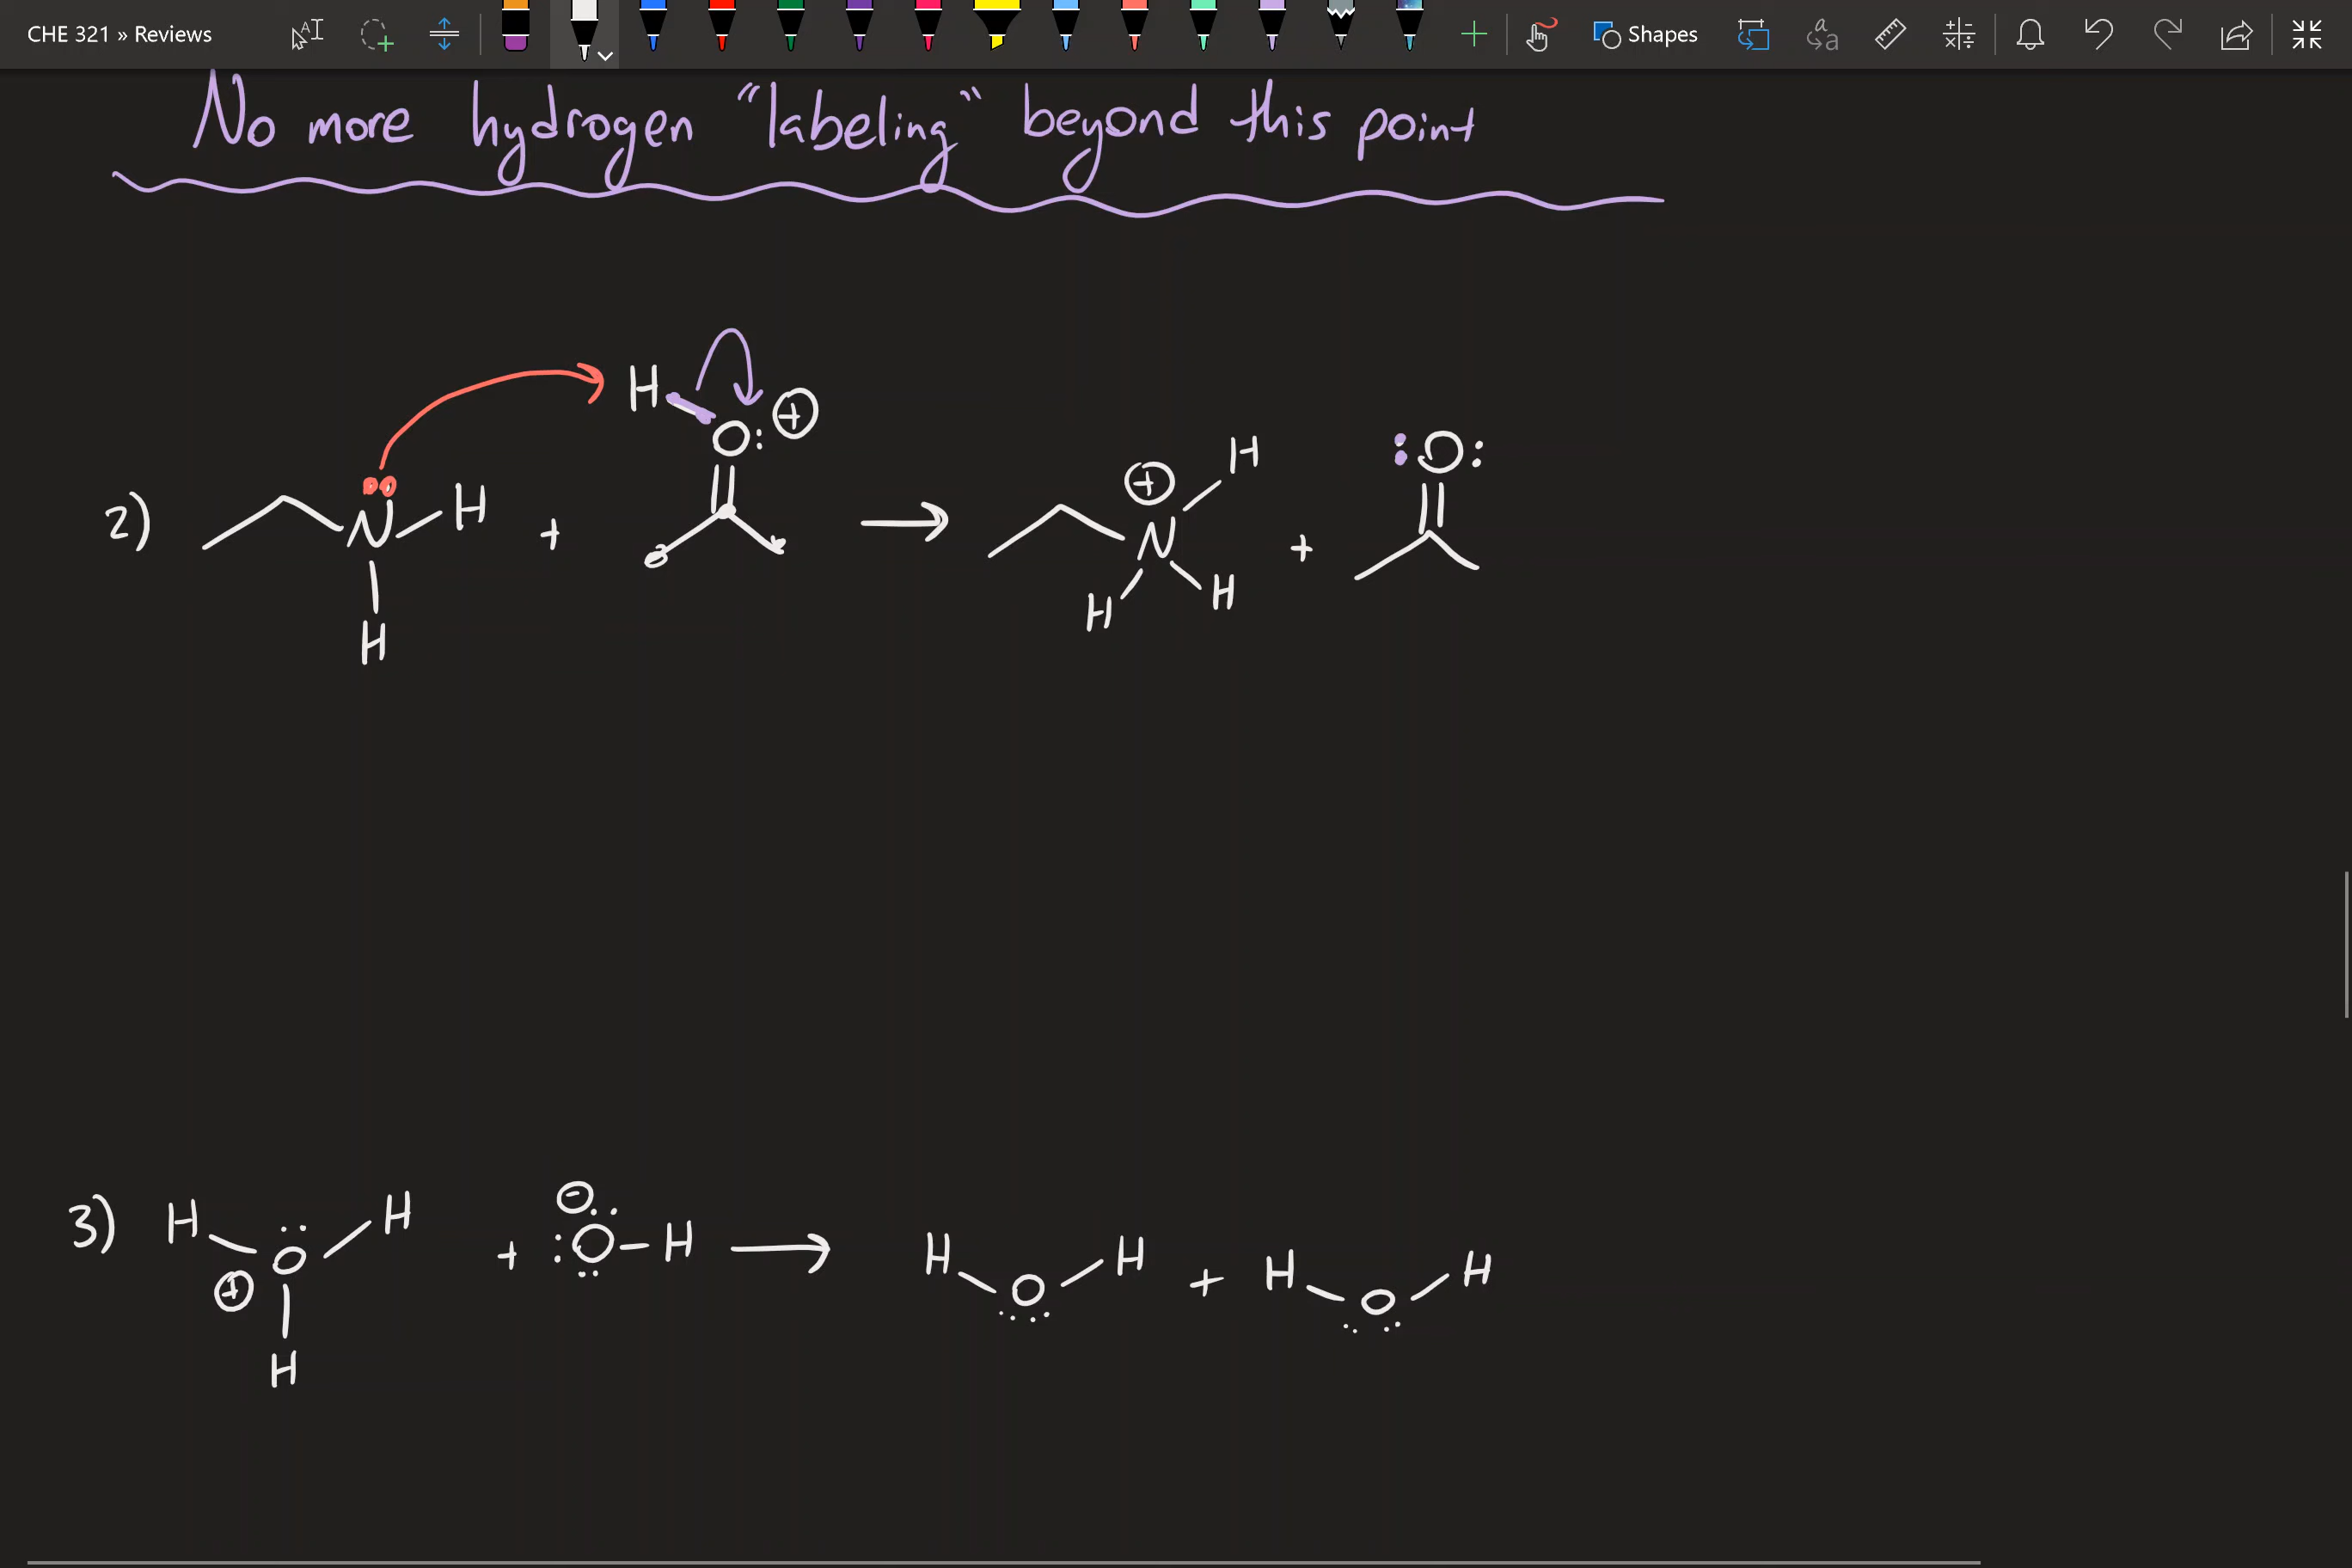 CHE 321 » Reviews
Shapes
No more hydrogen "labeling" beyond this point
H
O: ⊕
2) N: H + → ⊕ N H + :O:
H
H H
3) H O H + ⊖ :O-H → H O H + H O H
⊕
H